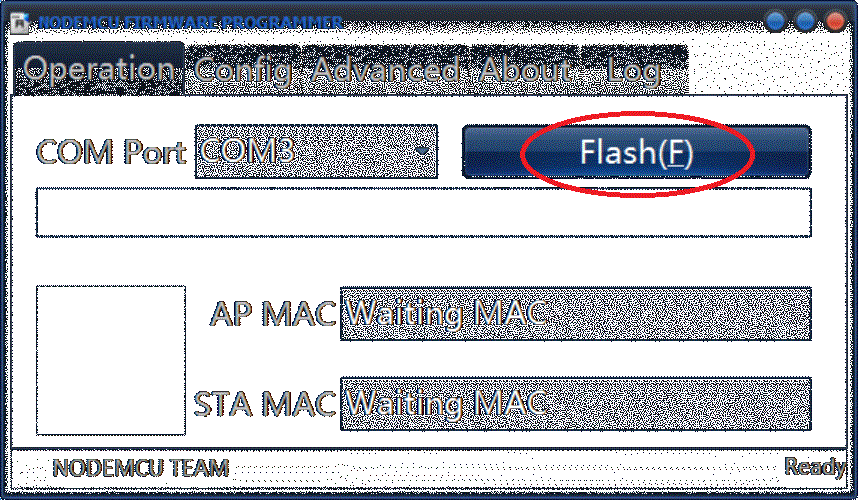 NODEMCU FIRMWARE PROGRAMMER
Operation Config Advanced About Log
COM Port COM3 Flash(F)
AP MAC Waiting MAC
STA MAC Waiting MAC
NODEMCU TEAM Ready